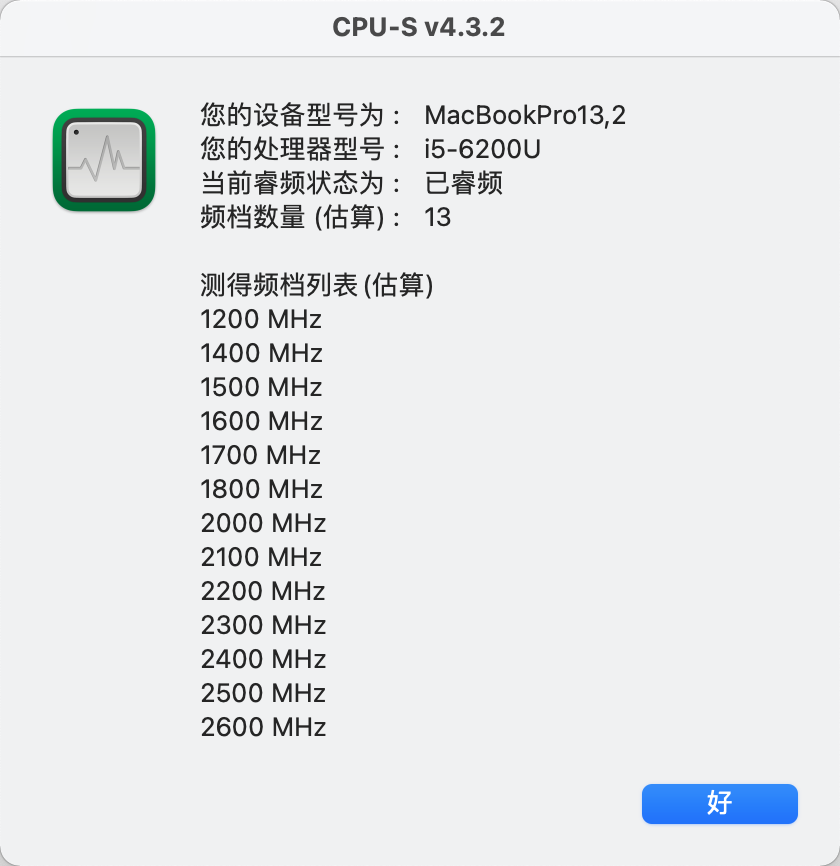 CPU-S v4.3.2
您的设备型号为： MacBookPro13,2
您的处理器型号： i5-6200U
当前睿频状态为： 已睿频
频档数量 (估算)： 13
测得频档列表 (估算)
1200 MHz
1400 MHz
1500 MHz
1600 MHz
1700 MHz
1800 MHz
2000 MHz
2100 MHz
2200 MHz
2300 MHz
2400 MHz
2500 MHz
2600 MHz
好